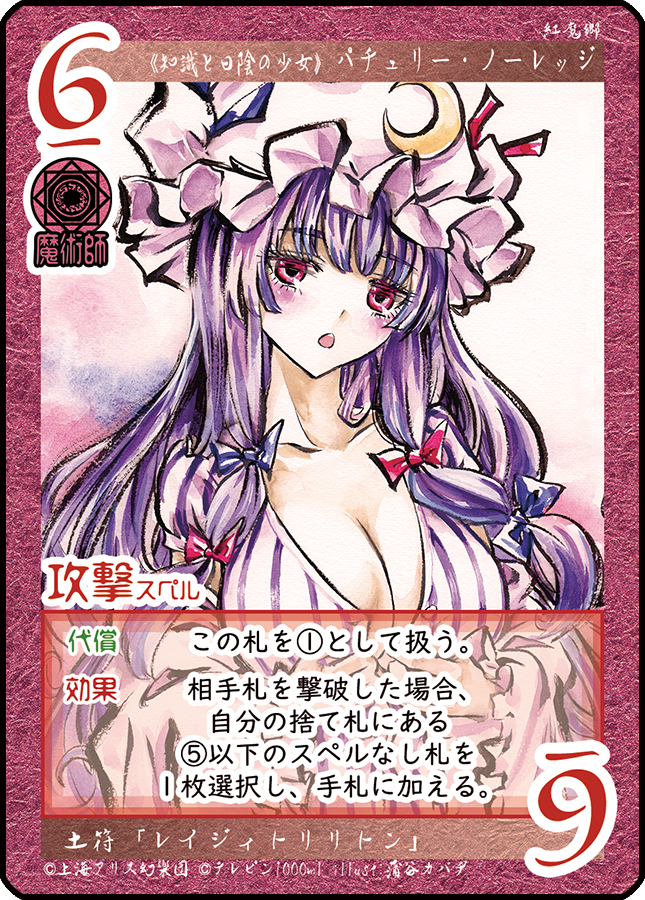 紅魔郷
6
《知識と日陰の少女》 パチュリー・ノーレッジ
魔術師
攻撃スペル
代償 この札を①として扱う。
効果 相手札を撃破した場合、
自分の捨て札にある
⑤以下のスペルなし札を
1枚選択し、手札に加える。
6
土符「レイジィトリリトン」
©上海アリス幻樂団 ©テレピン1000ml illust:蒲谷カバヂ